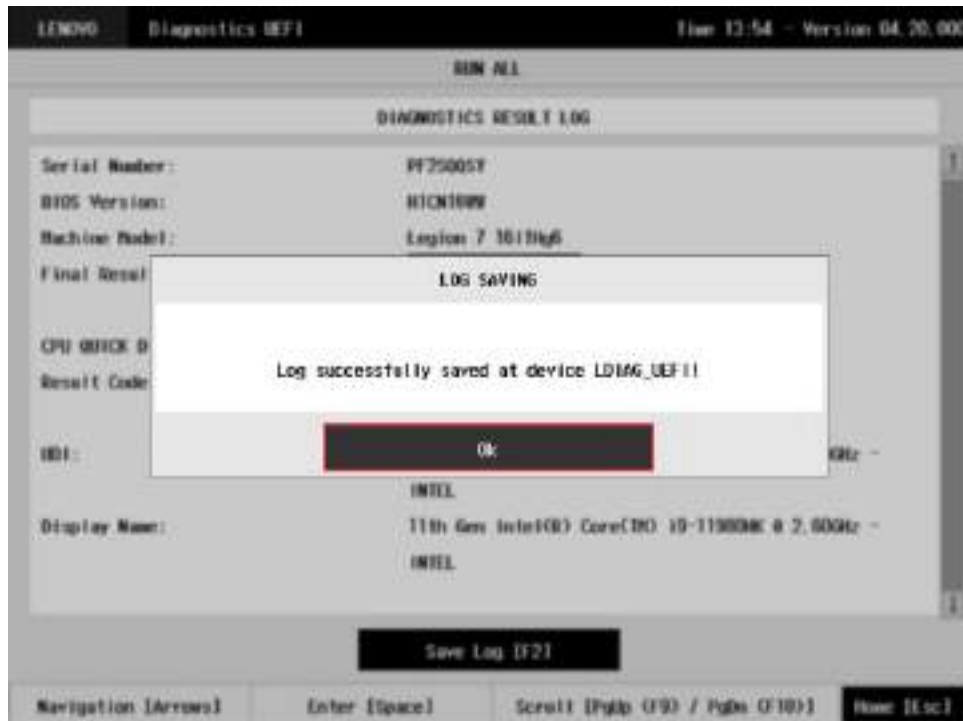 LENOVO Diagnostics UEFI Time 13:54 - Version 04.20.000
RUN ALL
DIAGNOSTICS RESULT LOG
Serial Number:
BIOS Version:
Machine Model: Legion 7 16ITHg6
Final Resul
LOG SAVING
CPU QUICK D
Log successfully saved at device LDIAG_UEFI!
Result Code
Ok
UDI: GHz -
INTEL
Display Name: 11th Gen Intel(R) Core(TM) i9-11980HK @ 2.60GHz -
INTEL
Save Log [F2]
Navigation [Arrows] Enter [Space] Scroll [PgUp (F9) / PgDn (F10)] Home [Esc]